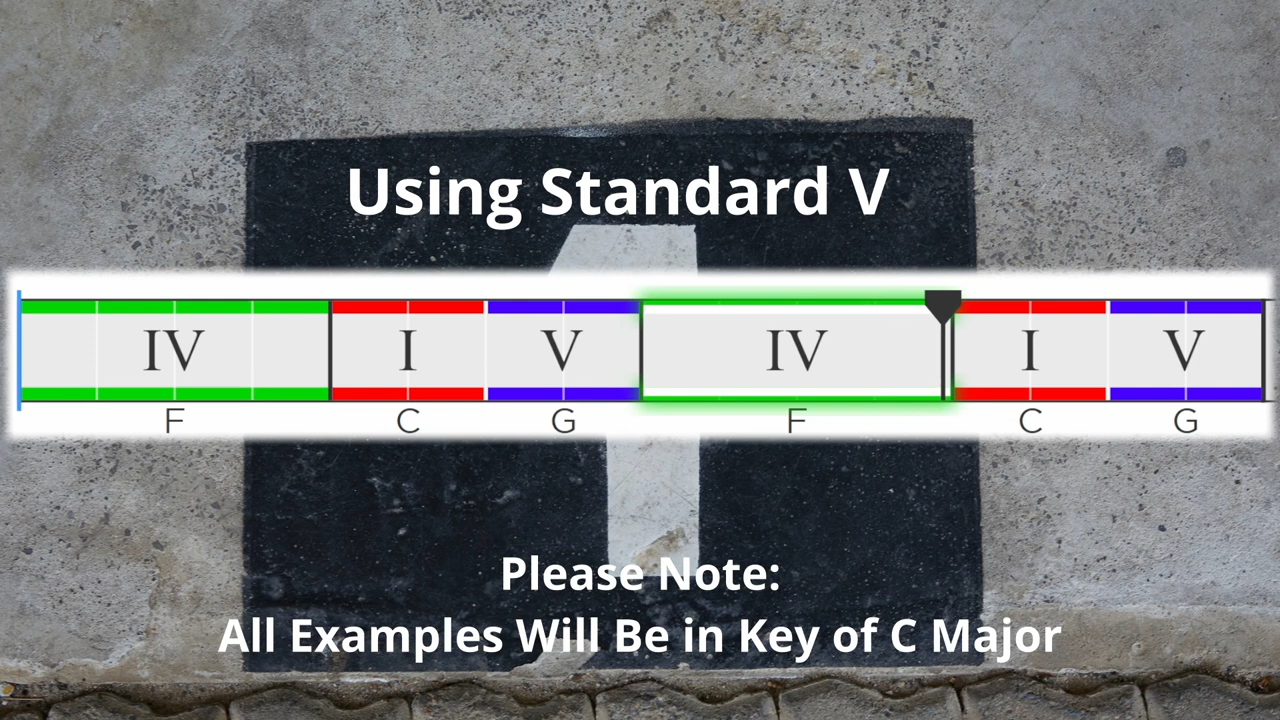 Using Standard V
IV I V IV I V
F C G F C G
Please Note:
All Examples Will Be in Key of C Major